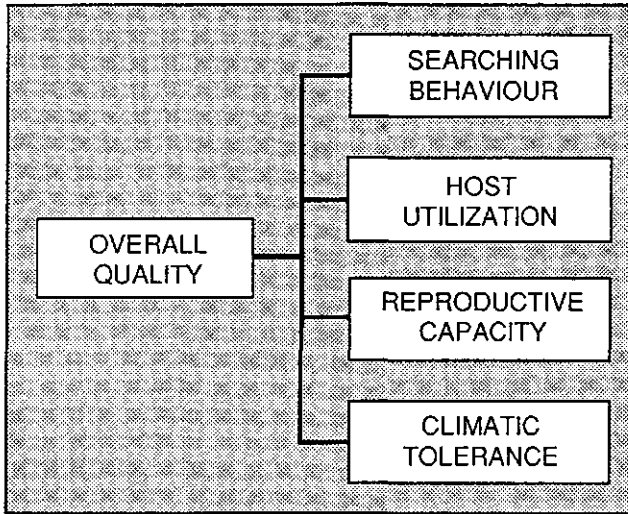 SEARCHING
BEHAVIOUR
HOST
UTILIZATION
OVERALL
QUALITY
REPRODUCTIVE
CAPACITY
CLIMATIC
TOLERANCE